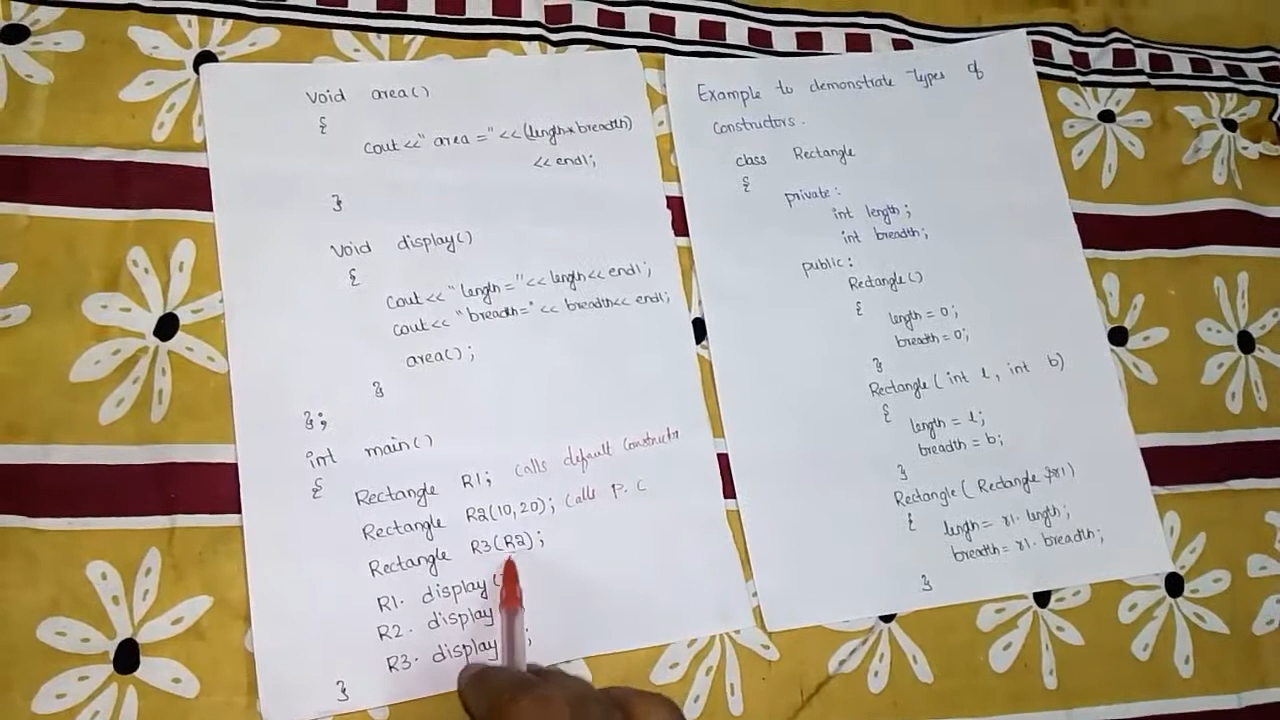 Example to demonstrate Types of
Constructors.
class Rectangle
{
private:
int length;
int breadth;
public:
Rectangle()
{
length = 0;
breadth = 0;
}
Rectangle( int l, int b)
{
length = l;
breadth = b;
}
Rectangle( Rectangle &r1)
{
length = r1. length;
breadth = r1. breadth;
}
Void area()
{
cout<<" area ="<<(length*breadth)
<< endl;
}
Void display()
{
cout<< "length="<< length<< endl;
cout<< "breadth="<< breadth<< endl;
area();
}
};
int main()
{
Rectangle R1; calls default constructr
Rectangle R2(10,20); calls P. C
Rectangle R3(R2);
R1. display(
R2. display
R3. display ;
}